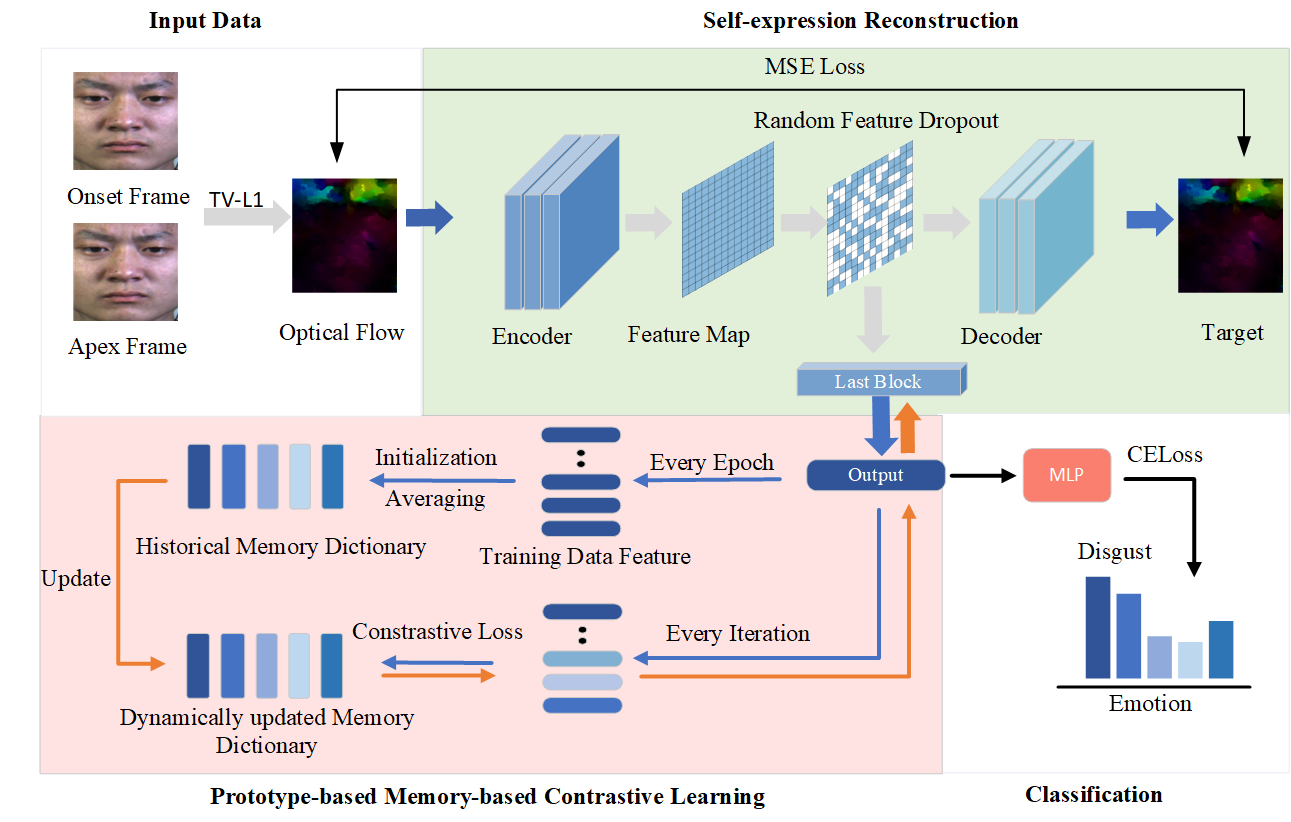 Input Data
Self-expression Reconstruction
MSE Loss
Random Feature Dropout
Onset Frame
TV-L1
Apex Frame
Optical Flow
Encoder
Feature Map
Decoder
Target
Last Block
Initialization
Averaging
Every Epoch
Output
MLP
CELoss
Historical Memory Dictionary
Training Data Feature
Update
Disgust
Constrastive Loss
Every Iteration
Dynamically updated Memory
Dictionary
Emotion
Prototype-based Memory-based Contrastive Learning
Classification